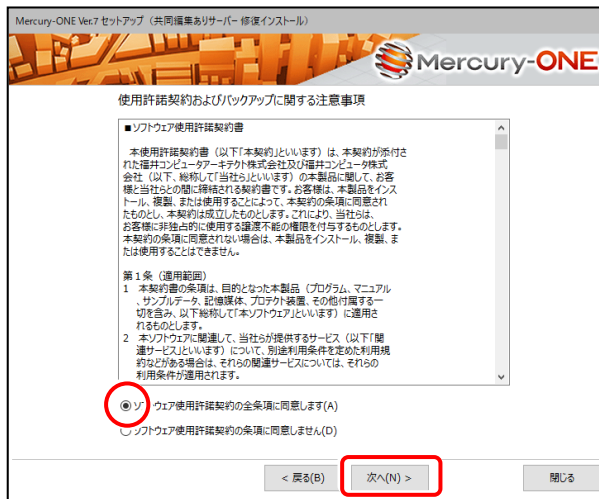 Mercury-ONE Ver.7 セットアップ（共同編集ありサーバー 修復インストール）
Mercury-ONE
使用許諾契約およびバックアップに関する注意事項
■ソフトウェア使用許諾契約書
本使用許諾契約書（以下「本契約」といいます）は、本契約が添付さ
れた福井コンピュータアーキテクト株式会社及び福井コンピュータ株式
会社（以下、総称して「当社ら」といいます）の本製品に関して、お客
様と当社らとの間に締結される契約書です。お客様は、本製品をインス
トール、複製、または使用することによって、本契約の条項に同意され
たものとし、本契約は成立したものとします。これにより、当社らは、
お客様に非独占的に使用する譲渡不能の権限を付与するものとします。
本契約の条項に同意されない場合は、本製品をインストール、複製、ま
たは使用することはできません。
第１条（適用範囲）
1 本契約書の条項は、目的となった本製品（プログラム、マニュアル
、サンプルデータ、記憶媒体、プロテクト装置、その他付属する一
切を含み、以下総称して「本ソフトウェア」といいます）に適用さ
れるものとします。
2 本ソフトウェアに関連して、当社らが提供するサービス（以下「関
連サービス」といいます）について、別途利用条件を定めた利用規
約などがある場合は、それらの関連サービスについては、それらの
利用条件が適用されます。
ソフトウェア使用許諾契約の全条項に同意します(A)
ソフトウェア使用許諾契約の条項に同意しません(D)
< 戻る(B)
次へ(N) >
閉じる